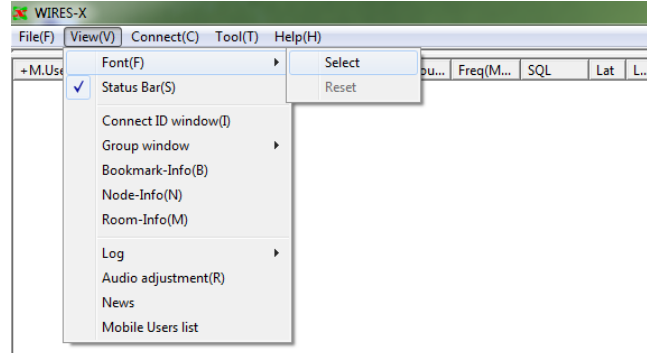 WIRES-X
File(F) View(V) Connect(C) Tool(T) Help(H)
+M.Use ou... Freq(M... SQL Lat L...
Font(F) Select
Status Bar(S) Reset
Connect ID window(I)
Group window
Bookmark-Info(B)
Node-Info(N)
Room-Info(M)
Log
Audio adjustment(R)
News
Mobile Users list